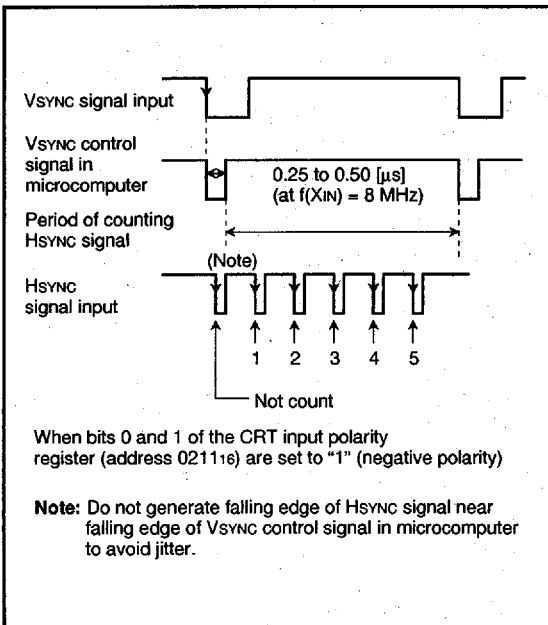 VSYNC signal input
VSYNC control
signal in
microcomputer
0.25 to 0.50 [μs]
(at f(XIN) = 8 MHz)
Period of counting
HSYNC signal
(Note)
HSYNC
signal input
1 2 3 4 5
Not count
When bits 0 and 1 of the CRT input polarity
register (address 021116) are set to “1” (negative polarity)
Note: Do not generate falling edge of HSYNC signal near
falling edge of VSYNC control signal in microcomputer
to avoid jitter.